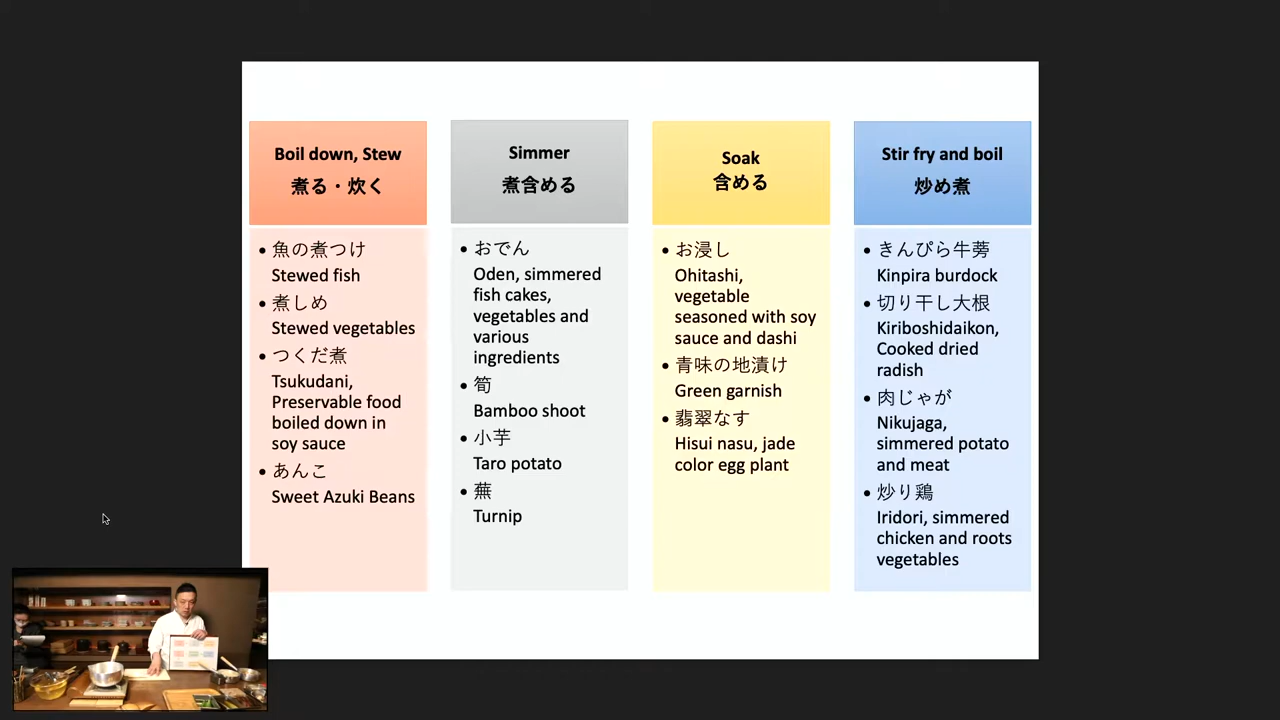 Boil down, Stew
煮る・炊く
• 魚の煮つけ
Stewed fish
• 煮しめ
Stewed vegetables
• つくだ煮
Tsukudani,
Preservable food
boiled down in
soy sauce
• あんこ
Sweet Azuki Beans
Simmer
煮含める
• おでん
Oden, simmered
fish cakes,
vegetables and
various
ingredients
• 筍
Bamboo shoot
• 小芋
Taro potato
• 蕪
Turnip
Soak
含める
• お浸し
Ohitashi,
vegetable
seasoned with soy
sauce and dashi
• 青味の地漬け
Green garnish
• 翡翠なす
Hisui nasu, jade
color egg plant
Stir fry and boil
炒め煮
• きんぴら牛蒡
Kinpira burdock
• 切り干し大根
Kiriboshidaikon,
Cooked dried
radish
• 肉じゃが
Nikujaga,
simmered potato
and meat
• 炒り鶏
Iridori, simmered
chicken and roots
vegetables